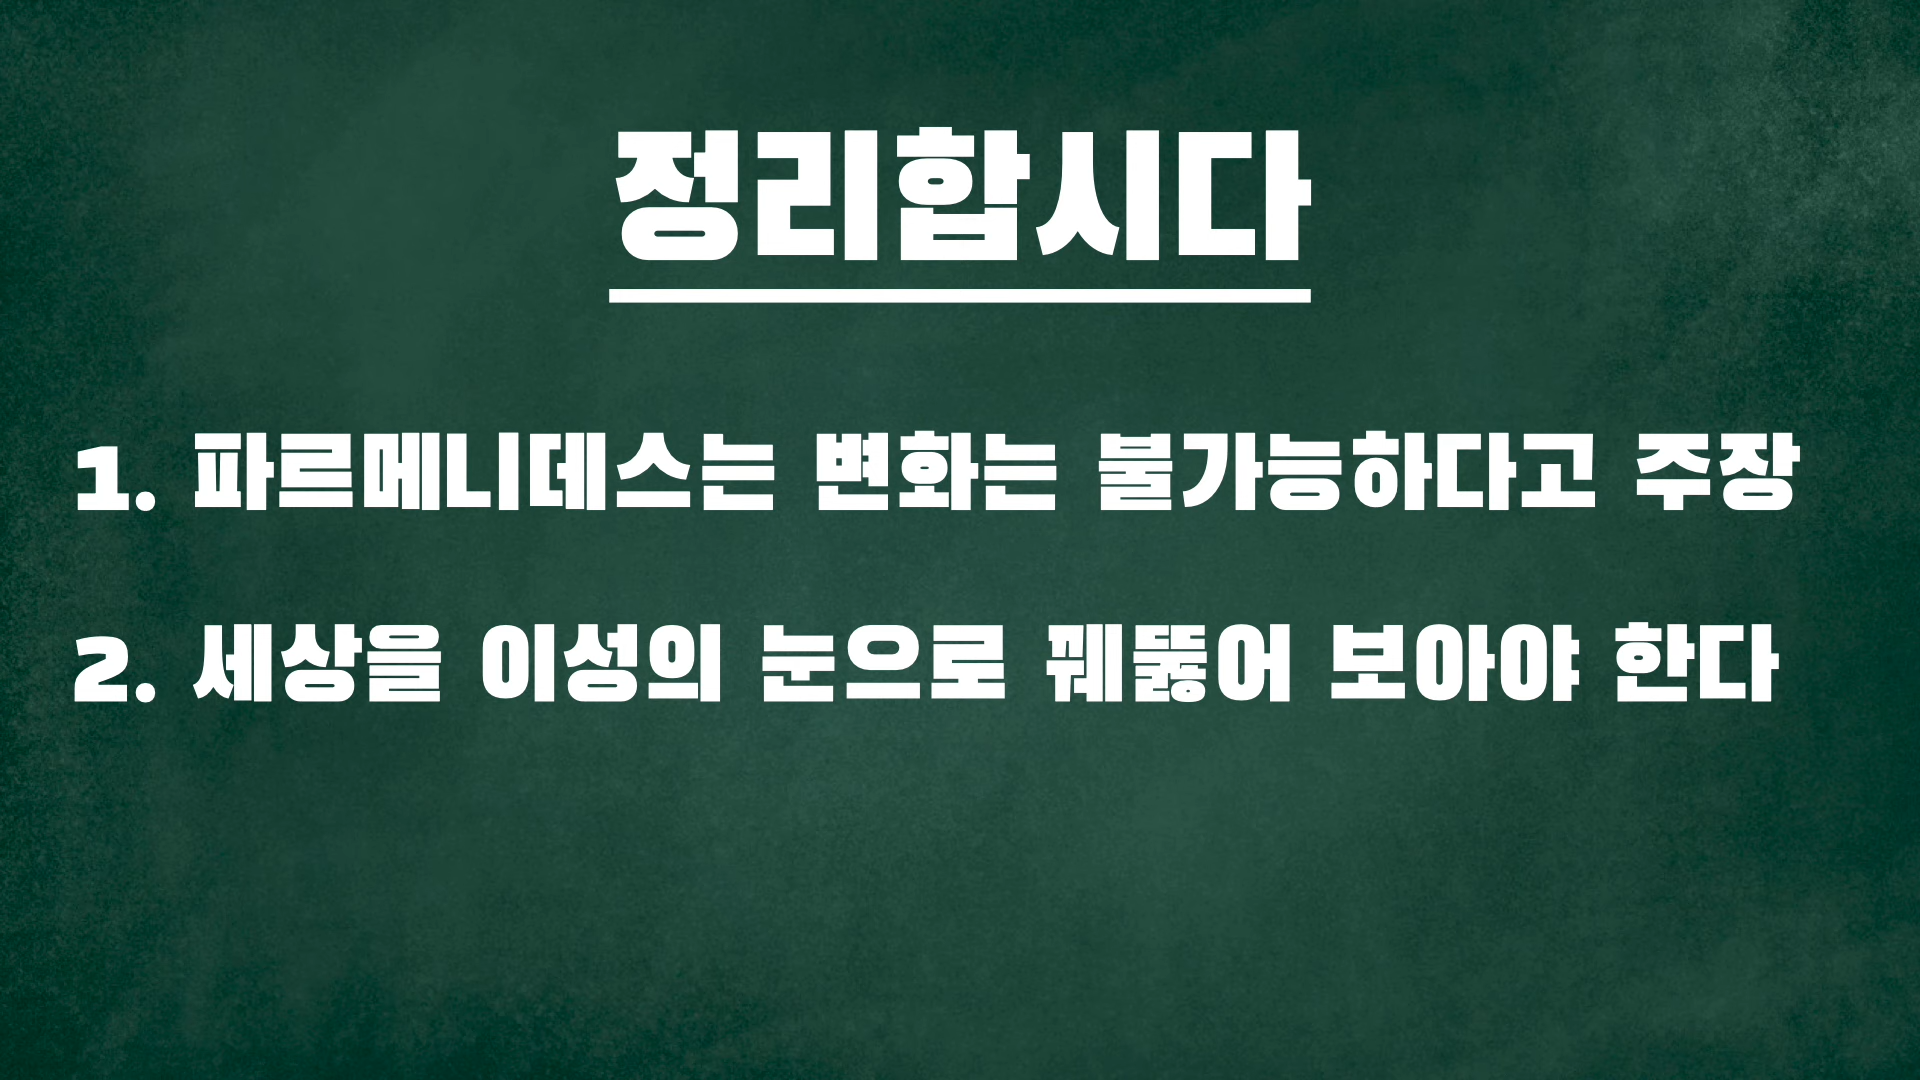 정리합시다
1. 파르메니데스는 변화는 불가능하다고 주장
2. 세상을 이성의 눈으로 꿰뚫어 보아야 한다